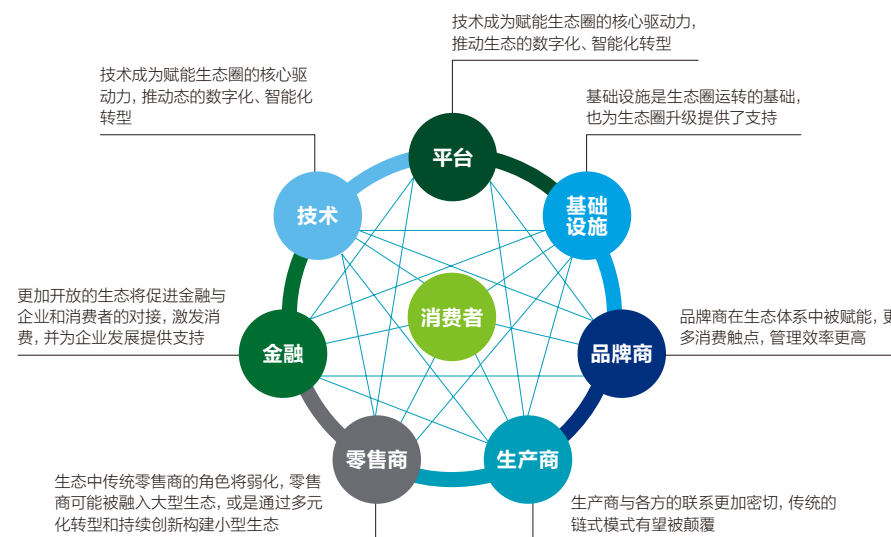 技术成为赋能生态圈的核心驱动力，
推动生态的数字化、智能化转型
技术成为赋能生态圈的核心驱
动力，推动态的数字化、智能化
转型
基础设施是生态圈运转的基础，
也为生态圈升级提供了支持
平台
技术
基础
设施
更加开放的生态将促进金融与
企业和消费者的对接，激发消
费，并为企业发展提供支持
消费者
品牌商在生态体系中被赋能，更
多消费触点，管理效率更高
金融
品牌商
零售商
生产商
生态中传统零售商的角色将弱化，零售
商可能被融入大型生态，或是通过多元
化转型和持续创新构建小型生态
生产商与各方的联系更加密切，传统的
链式模式有望被颠覆